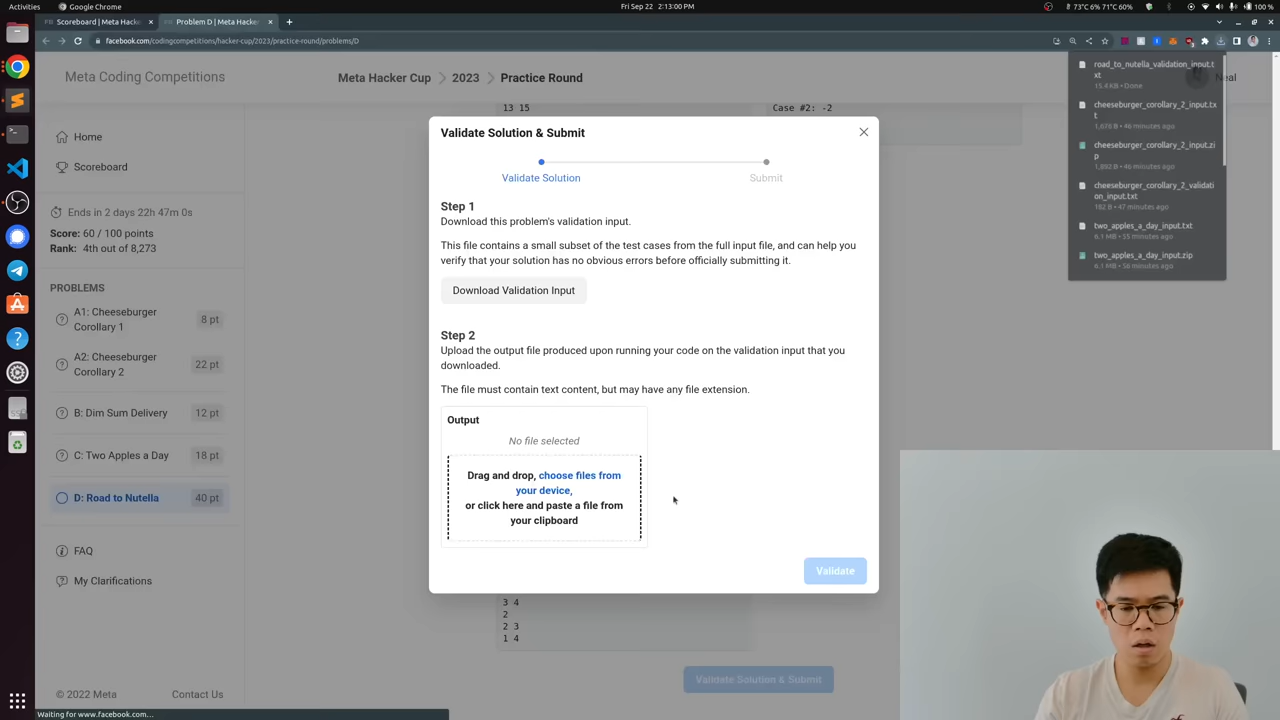 Activities
Google Chrome
Fri Sep 22 2:13:00 PM
73°C 6% 71°C 60%
100 %
Scoreboard | Meta Hacker
Problem D | Meta Hacker
facebook.com/codingcompetitions/hacker-cup/2023/practice-round/problems/D
Meta Coding Competitions
Meta Hacker Cup > 2023 > Practice Round
Neal
Home
Scoreboard
Ends in 2 days 22h 47m 0s
Score: 60 / 100 points
Rank: 4th out of 8,273
PROBLEMS
A1: Cheeseburger Corollary 1
8 pt
A2: Cheeseburger Corollary 2
22 pt
B: Dim Sum Delivery
12 pt
C: Two Apples a Day
18 pt
D: Road to Nutella
40 pt
FAQ
My Clarifications
© 2022 Meta
Contact Us
Waiting for www.facebook.com...
13 15
Case #2: -2
Validate Solution & Submit
Validate Solution
Submit
Step 1
Download this problem's validation input.
This file contains a small subset of the test cases from the full input file, and can help you
verify that your solution has no obvious errors before officially submitting it.
Download Validation Input
Step 2
Upload the output file produced upon running your code on the validation input that you
downloaded.
The file must contain text content, but may have any file extension.
Output
No file selected
Drag and drop, choose files from
your device,
or click here and paste a file from
your clipboard
Validate
3 4
2
2 3
1 4
Validate Solution & Submit
road_to_nutella_validation_input.t
xt
15.4 KB • Done
cheeseburger_corollary_2_input.tx
t
1,676 B • 46 minutes ago
cheeseburger_corollary_2_input.zi
p
1,892 B • 46 minutes ago
cheeseburger_corollary_2_validati
on_input.txt
182 B • 47 minutes ago
two_apples_a_day_input.txt
6.1 MB • 55 minutes ago
two_apples_a_day_input.zip
6.1 MB • 56 minutes ago